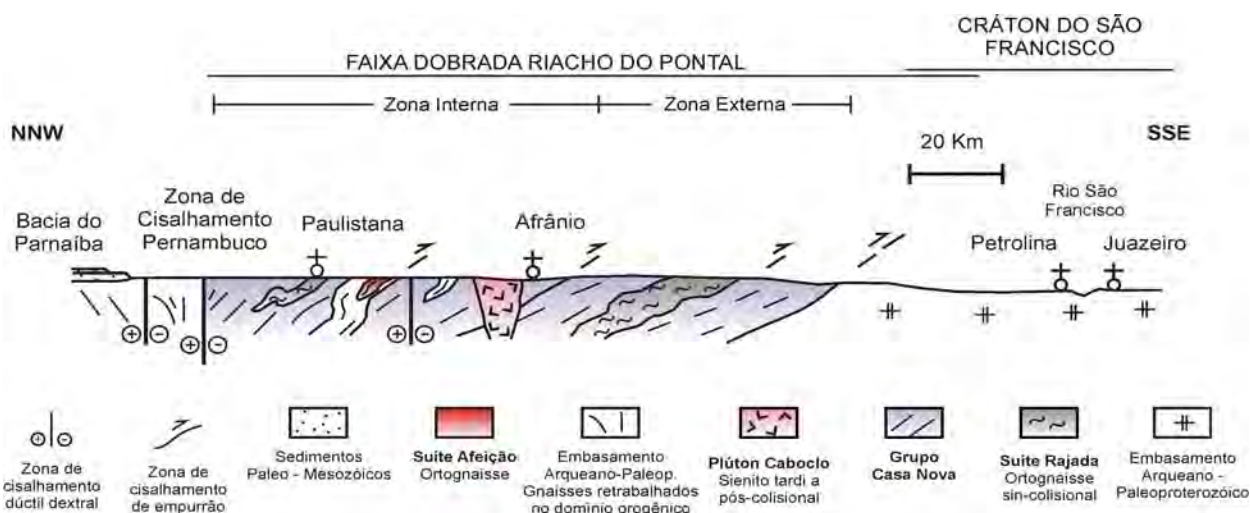 CRÁTON DO SÃO
FRANCISCO
FAIXA DOBRADA RIACHO DO PONTAL
Zona Interna
Zona Externa
NNW
SSE
20 Km
Bacia do
Parnaíba
Zona de
Cisalhamento
Pernambuco
Paulistana
Afrânio
Rio São
Francisco
Petrolina
Juazeiro
Zona de
cisalhamento
dúctil dextral
Zona de
cisalhamento
de empurrão
Sedimentos
Paleo - Mesozóicos
Suíte Afeição
Ortognaisse
Embasamento
Arqueano-Paleop.
Gnaisses retrabalhados
no domínio orogênico
Plúton Caboclo
Sienito tardi a
pós-colisional
Grupo
Casa Nova
Suíte Rajada
Ortognaisse
sin-colisional
Embasamento
Arqueano -
Paleoproterozóico